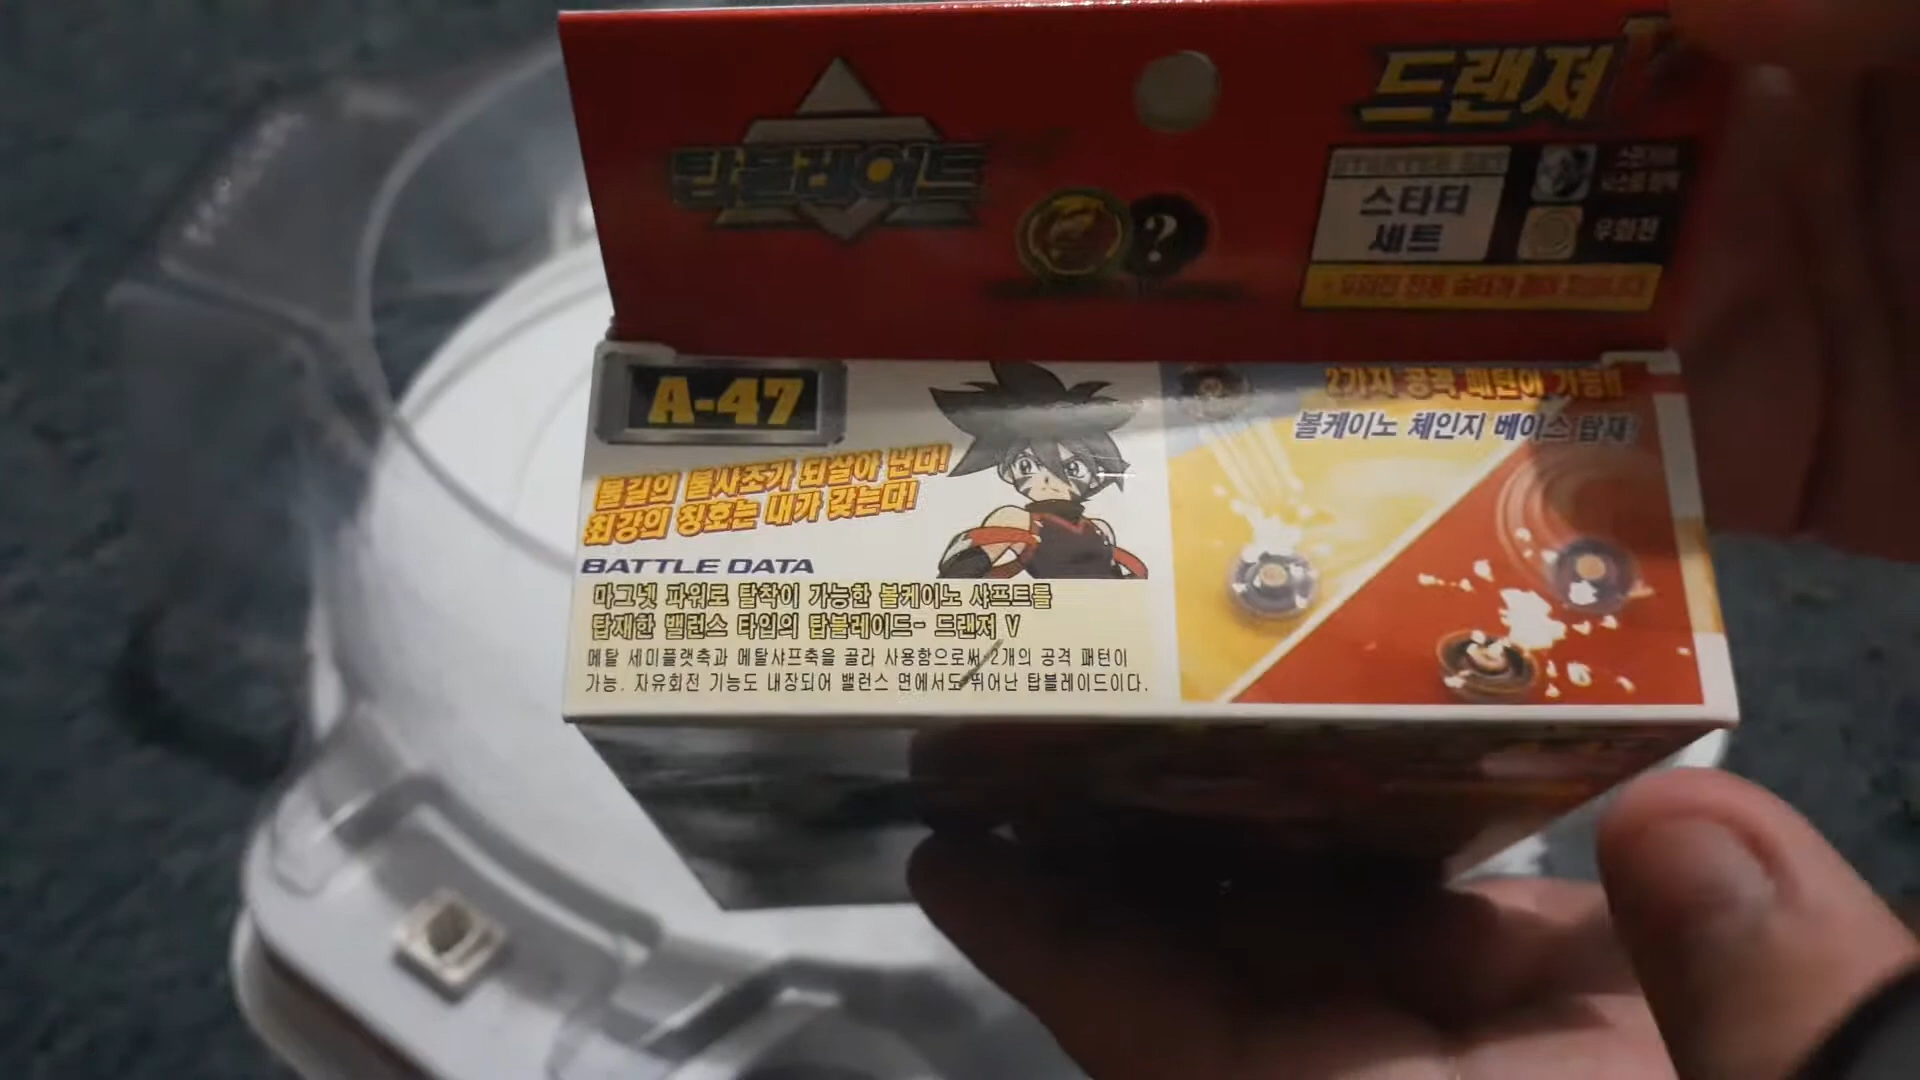 드랜져 V
탑블레이드
?
STARTER SET
스타터
세트
우회전
A-47
2가지 공격 패턴이 가능!!
볼케이노 체인지 베이스 탑재!
불길의 불사조가 되살아 난다!
최강의 칭호는 내가 갖는다!
BATTLE DATA
마그넷 파워로 탈착이 가능한 볼케이노 샤프트를
탑재한 밸런스 타입의 탑블레이드- 드랜져 V
메탈 세미플랫축과 메탈샤프축을 골라 사용함으로써 2개의 공격 패턴이
가능. 자유회전 기능도 내장되어 밸런스 면에서도 뛰어난 탑블레이드이다.